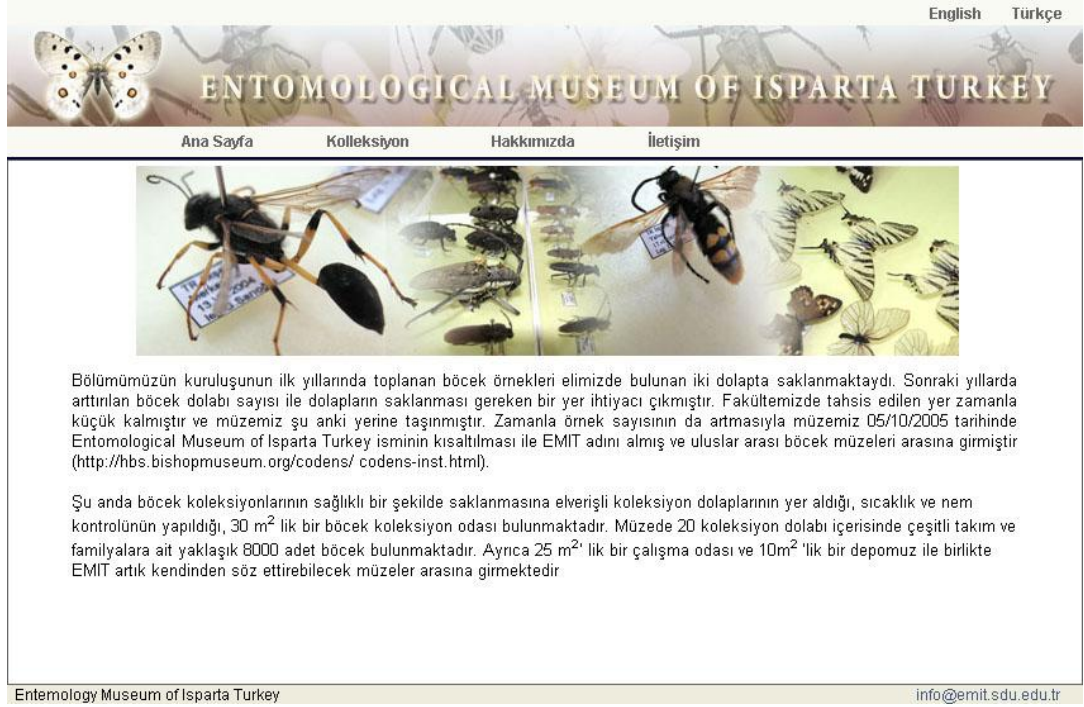 English Türkçe
ENTOMOLOGICAL MUSEUM OF ISPARTA TURKEY
Ana Sayfa Kolleksiyon Hakkımızda İletişim
Bölümümüzün kuruluşunun ilk yıllarında toplanan böcek örnekleri elimizde bulunan iki dolapta saklanmaktaydı. Sonraki yıllarda
arttırılan böcek dolabı sayısı ile dolapların saklanması gereken bir yer ihtiyacı çıkmıştır. Fakültemizde tahsis edilen yer zamanla
küçük kalmıştır ve müzemiz şu anki yerine taşınmıştır. Zamanla örnek sayısının da artmasıyla müzemiz 05/10/2005 tarihinde
Entomological Museum of Isparta Turkey isminin kısaltılması ile EMIT adını almış ve uluslar arası böcek müzeleri arasına girmiştir
(http://hbs.bishopmuseum.org/codens/ codens-inst.html).
Şu anda böcek koleksiyonlarının sağlıklı bir şekilde saklanmasına elverişli koleksiyon dolaplarının yer aldığı, sıcaklık ve nem
kontrolünün yapıldığı, 30 m² lik bir böcek koleksiyon odası bulunmaktadır. Müzede 20 koleksiyon dolabı içerisinde çeşitli takım ve
familyalara ait yaklaşık 8000 adet böcek bulunmaktadır. Ayrıca 25 m²' lik bir çalışma odası ve 10m² 'lik bir depomuz ile birlikte
EMIT artık kendinden söz ettirebilecek müzeler arasına girmektedir
Entemology Museum of Isparta Turkey info@emit.sdu.edu.tr